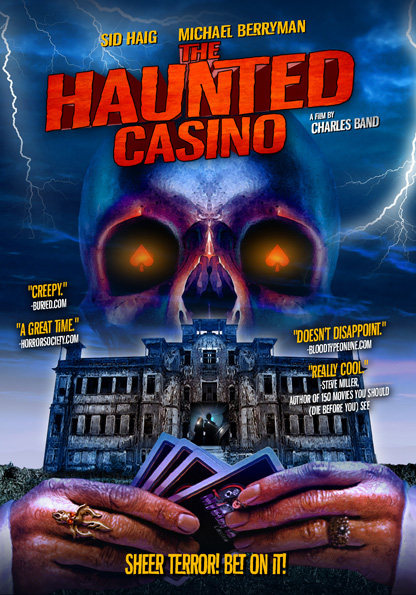 SID HAIG MICHAEL BERRYMAN
THE
HAUNTED
CASINO
A FILM BY
CHARLES BAND
"CREEPY."
-BURIED.COM
"A GREAT TIME."
-HORRORSOCIETY.COM
"DOESN'T DISAPPOINT."
-BLOODTYPEONLINE.COM
"REALLY COOL."
-STEVE MILLER,
AUTHOR OF 150 MOVIES YOU SHOULD
(DIE BEFORE YOU) SEE
SHEER TERROR! BET ON IT!